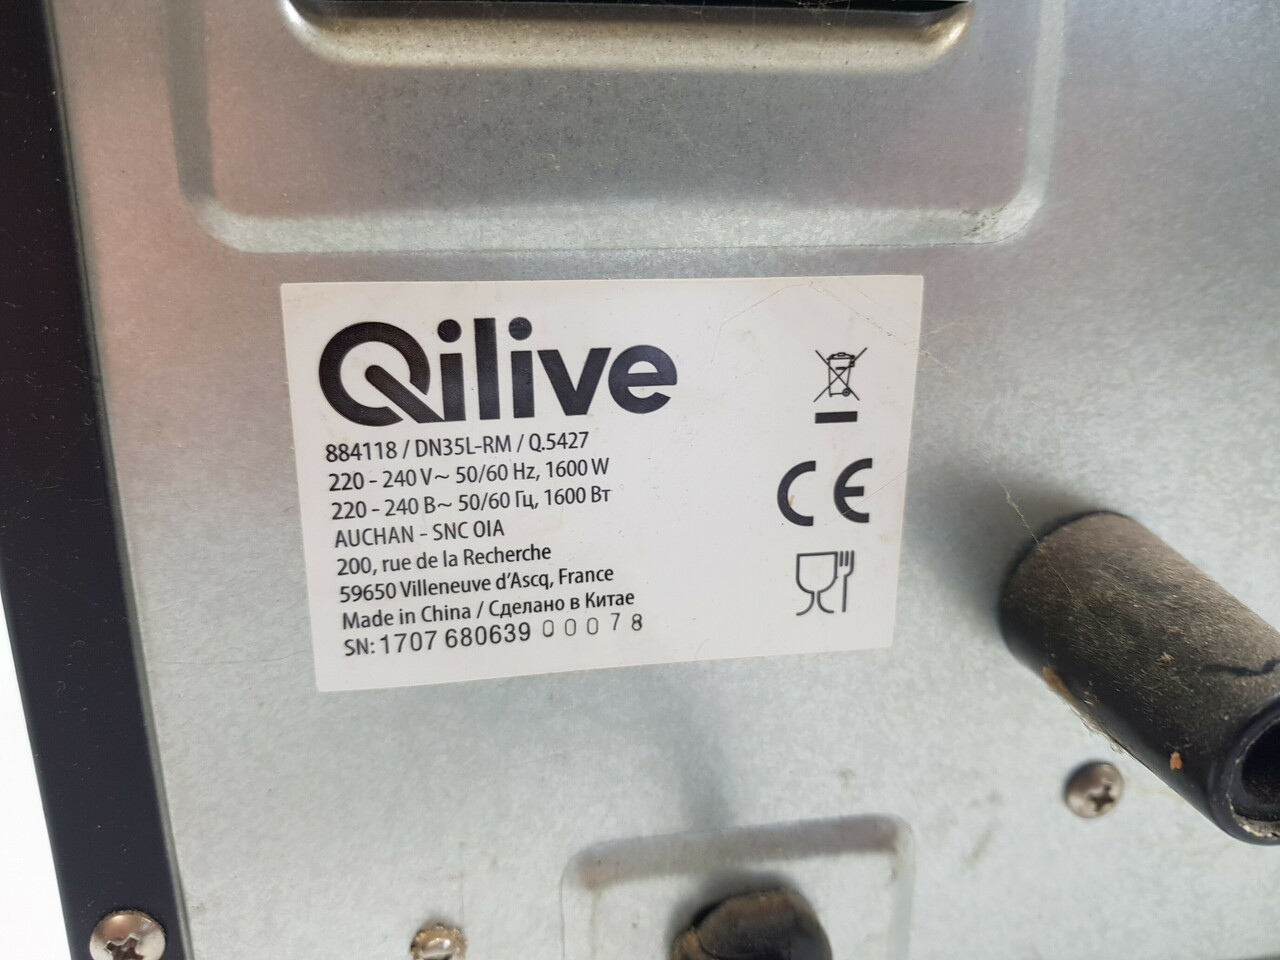 Qilive
884118 / DN35L-RM / Q.5427
220 - 240 V~ 50/60 Hz, 1600 W
220 - 240 В~ 50/60 Гц, 1600 Вт
AUCHAN - SNC OIA
200, rue de la Recherche
59650 Villeneuve d'Ascq, France
Made in China / Сделано в Китае
SN: 1707 680639 00078
CE